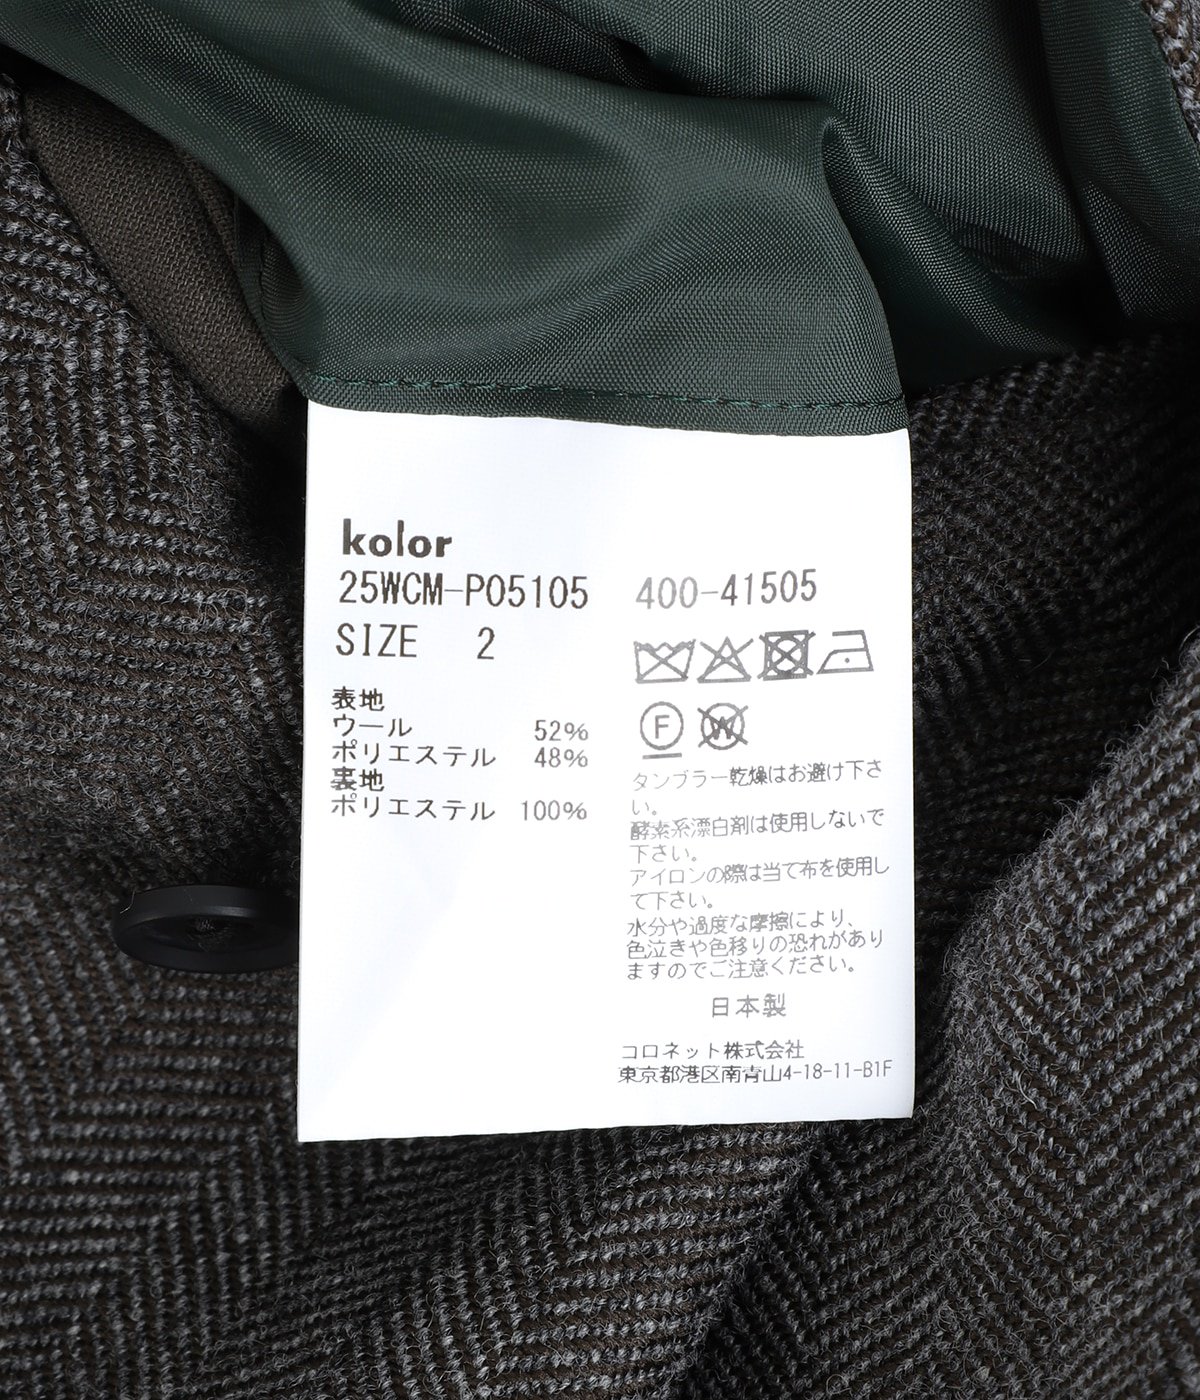 kolor
25WCM-P05105 400-41505
SIZE 2
表地
ウール 52%
ポリエステル 48%
裏地
ポリエステル 100%
F W
タンブラー乾燥はお避け下さ
い。
酵素系漂白剤は使用しないで
下さい。
アイロンの際は当て布を使用し
て下さい。
水分や過度な摩擦により、
色泣きや色移りの恐れがあり
ますのでご注意ください。
日本製
コロネット株式会社
東京都港区南青山4-18-11-B1F